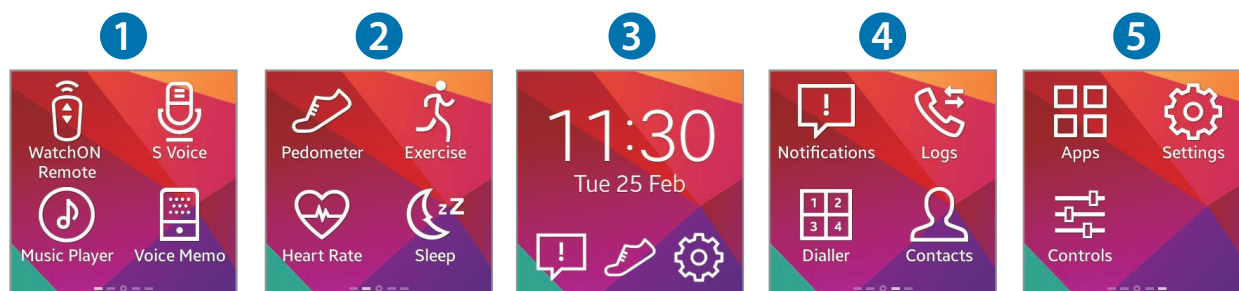 1
2
3
4
5
WatchON
Remote
S Voice
Music Player
Voice Memo
Pedometer
Exercise
Heart Rate
Sleep
zZ
11:30
Tue 25 Feb
!
!
Notifications
Logs
1 2
3 4
Dialler
Contacts
Apps
Settings
Controls